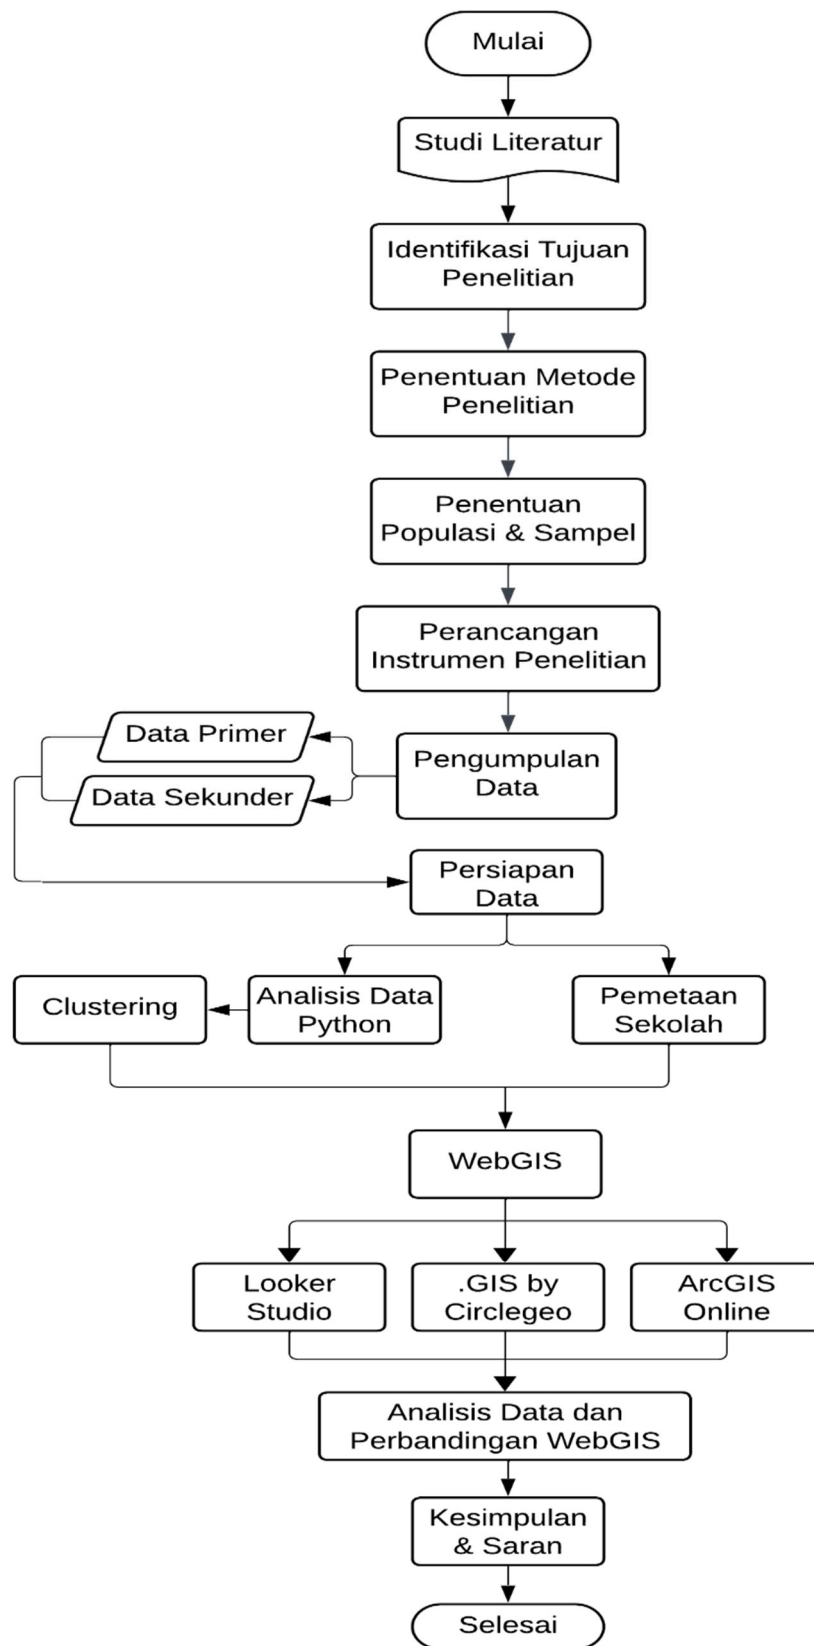 Mulai
Studi Literatur
Identifikasi Tujuan
Penelitian
Penentuan Metode
Penelitian
Penentuan
Populasi & Sampel
Perancangan
Instrumen Penelitian
Pengumpulan
Data
Data Primer
Data Sekunder
Persiapan
Data
Analisis Data
Python
Clustering
Pemetaan
Sekolah
WebGIS
Looker
Studio
.GIS by
Circlegeo
ArcGIS
Online
Analisis Data dan
Perbandingan WebGIS
Kesimpulan
& Saran
Selesai